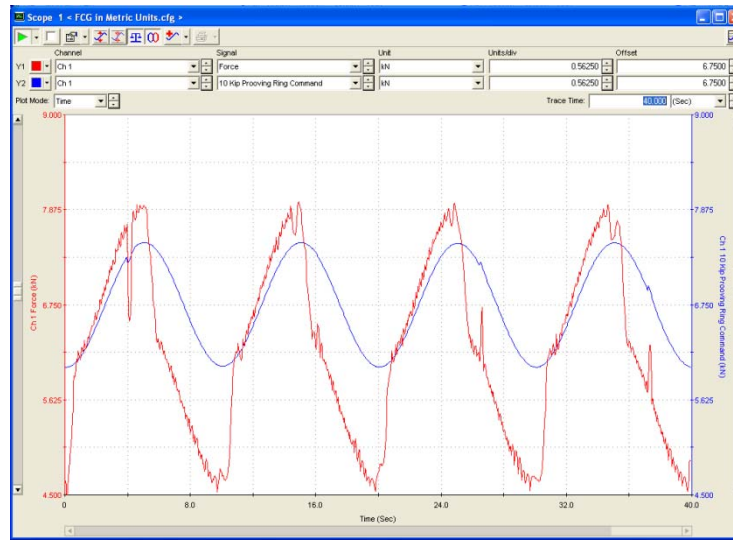 Scope 1 < FCG in Metric Units.cfg >
Channel Signal Unit Units/div Offset
Y1 Ch 1 Force kN 0.56250 6.7500
Y2 Ch 1 10 Kip Prooving Ring Command kN 0.56250 6.7500
Plot Mode: Time Trace Time: 40.000 (Sec)
9.000 9.000
7.875 7.875
6.750 6.750
5.625 5.625
4.500 4.500
Ch 1 Force (kN)
Ch 1 10 Kip Prooving Ring Command (kN)
0 8.0 16.0 24.0 32.0 40.0
Time (Sec)